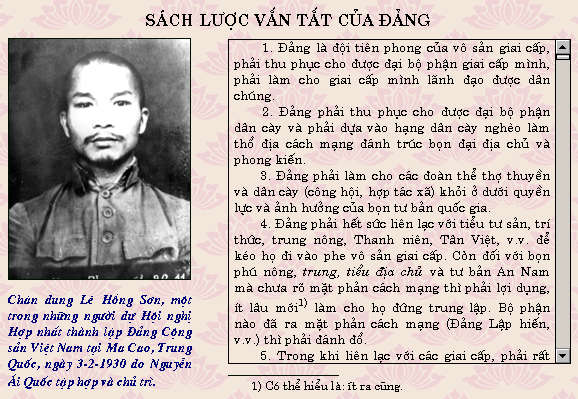 SÁCH LƯỢC VẮN TẮT CỦA ĐẢNG
1. Đảng là đội tiên phong của vô sản giai cấp,
phải thu phục cho được đại bộ phận giai cấp mình,
phải làm cho giai cấp mình lãnh đạo được dân
chúng.
2. Đảng phải thu phục cho được đại bộ phận
dân cày và phải dựa vào hạng dân cày nghèo làm
thổ địa cách mạng đánh trúc bọn đại địa chủ và
phong kiến.
3. Đảng phải làm cho các đoàn thể thợ thuyền
và dân cày (công hội, hợp tác xã) khỏi ở dưới quyền
lực và ảnh hưởng của bọn tư bản quốc gia.
4. Đảng phải hết sức liên lạc với tiểu tư sản, trí
thức, trung nông, Thanh niên, Tân Việt, v.v. để
kéo họ đi vào phe vô sản giai cấp. Còn đối với bọn
phú nông, trung, tiểu địa chủ và tư bản An Nam
mà chưa rõ mặt phản cách mạng thì phải lợi dụng,
ít lâu mới1) làm cho họ đứng trung lập. Bộ phận
nào đã ra mặt phản cách mạng (Đảng Lập hiến,
v.v.) thì phải đánh đổ.
5. Trong khi liên lạc với các giai cấp, phải rất
1) Có thể hiểu là: ít ra cũng.
Chân dung Lê Hồng Sơn, một
trong những người dự Hội nghị
Hợp nhất thành lập Đảng Cộng
sản Việt Nam tại Ma Cao, Trung
Quốc, ngày 3-2-1930 do Nguyễn
Ái Quốc tập hợp và chủ trì.